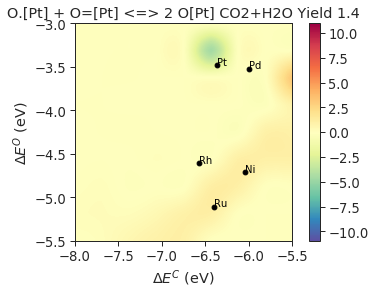 O.[Pt] + O=[Pt] <=> 2 O[Pt] CO2+H2O Yield 1.4
−3.0
−3.5
−4.0
−4.5
−5.0
−5.5
ΔE^O (eV)
Pt
Pd
Rh
Ni
Ru
−8.0 −7.5 −7.0 −6.5 −6.0 −5.5
ΔE^C (eV)
10.0
7.5
5.0
2.5
0.0
−2.5
−5.0
−7.5
−10.0